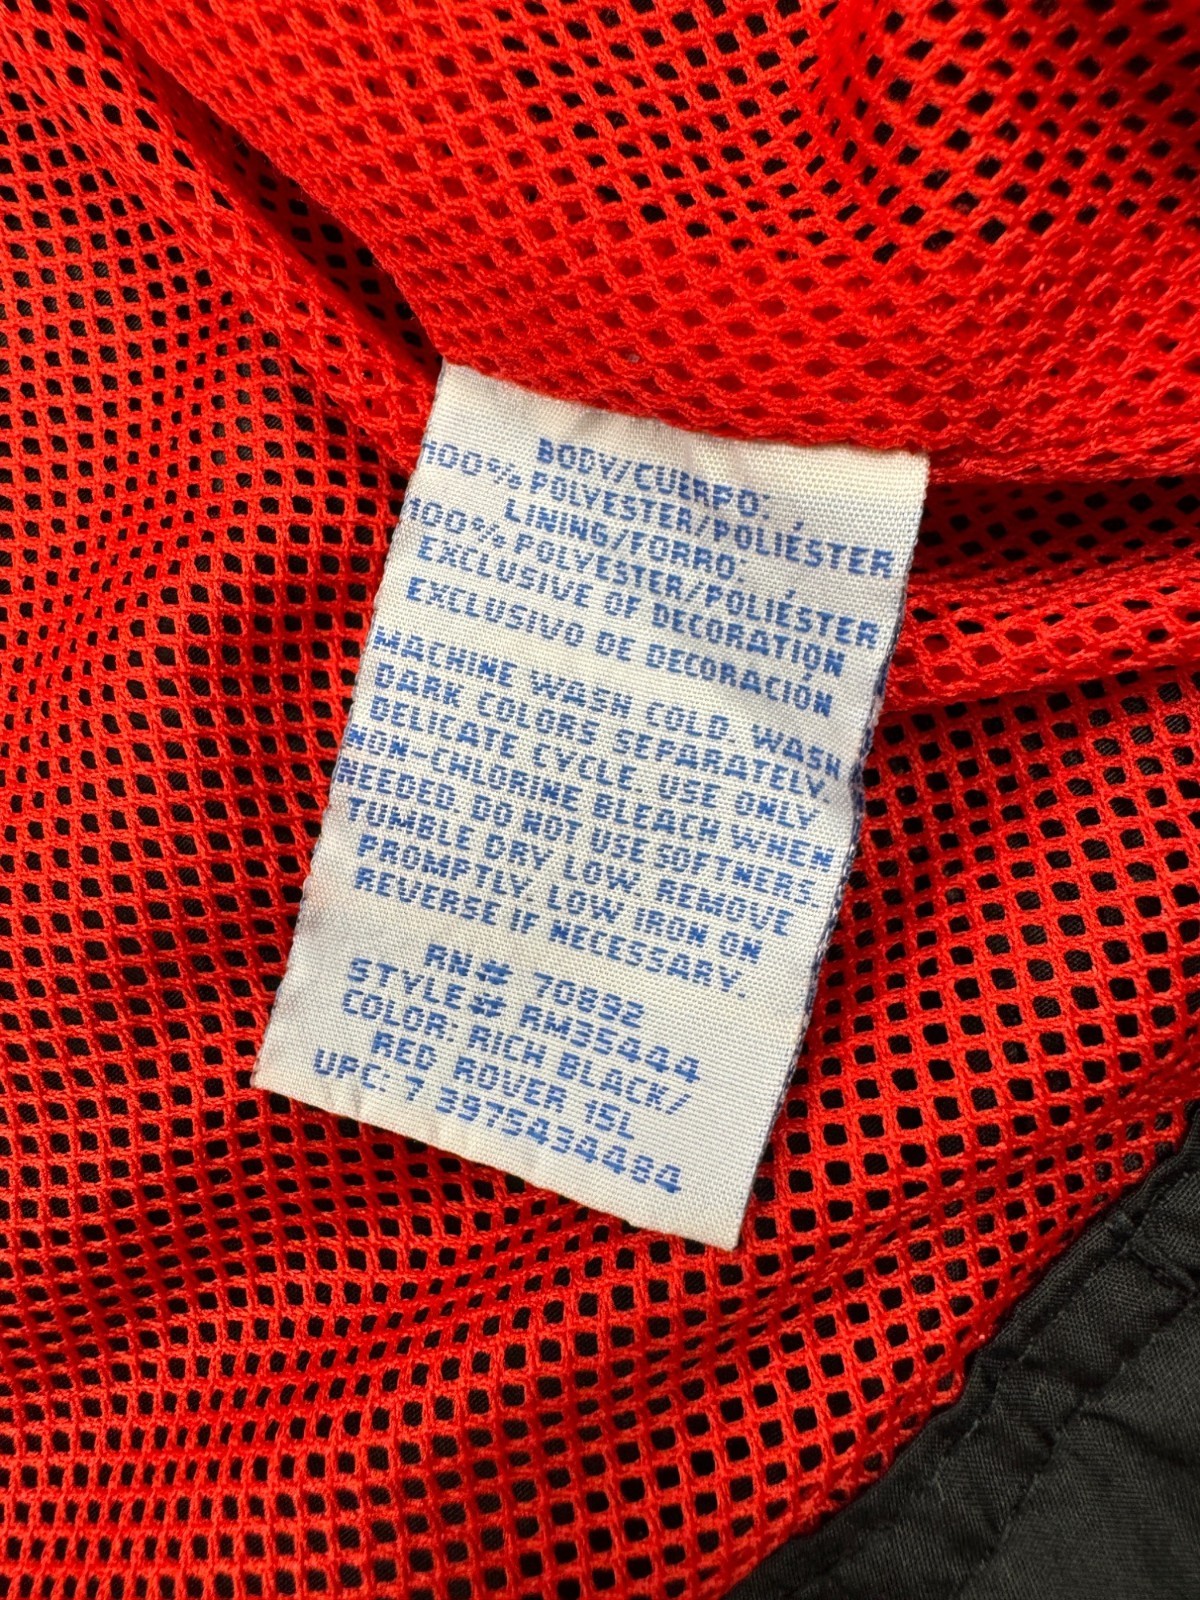 BODY/CUERPO:
100% POLYESTER/POLIÉSTER
LINING/FORRO:
100% POLYESTER/POLIÉSTER
EXCLUSIVE OF DECORATION
EXCLUSIVO DE DECORACIÓN
MACHINE WASH COLD. WASH
DARK COLORS SEPARATELY.
DELICATE CYCLE. USE ONLY
NON-CHLORINE BLEACH WHEN
NEEDED. DO NOT USE SOFTNERS.
TUMBLE DRY LOW. REMOVE
PROMPTLY. LOW IRON ON
REVERSE IF NECESSARY.
RN# 70892
STYLE# RM35444
COLOR: RICH BLACK/
RED ROVER 15L
UPC: 7 3975434484